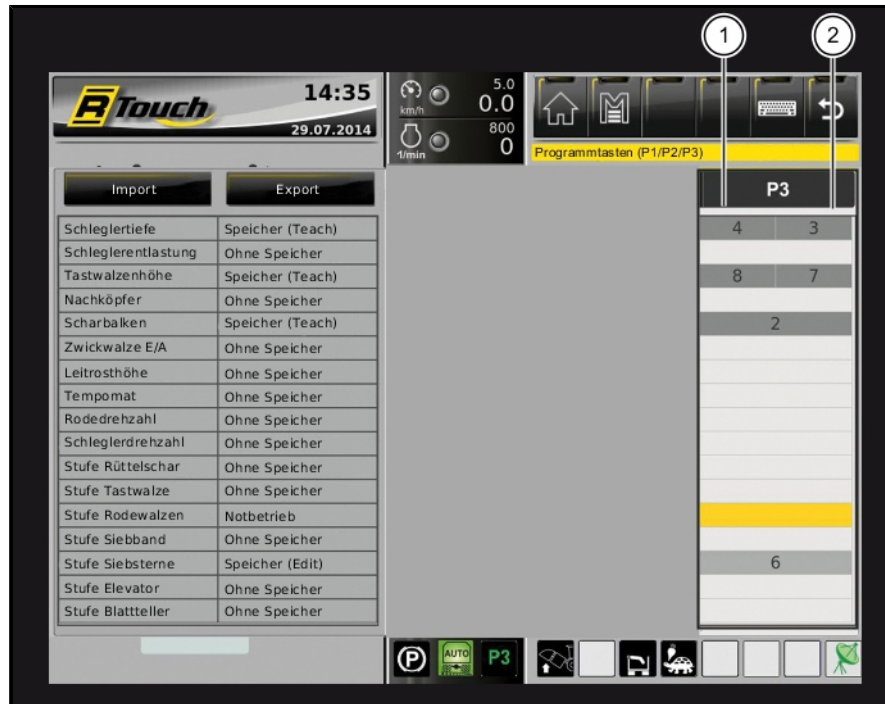 1 2
R Touch
14:35
29.07.2014
km/h
5.0
0.0
1/min
800
0
Programmtasten (P1/P2/P3)
Import Export
P3
Schleglertiefe Speicher (Teach) 4 3
Schleglerentlastung Ohne Speicher
Tastwalzenhöhe Speicher (Teach) 8 7
Nachköpfer Ohne Speicher
Scharbalken Speicher (Teach) 2
Zwickwalze E/A Ohne Speicher
Leitrosthöhe Ohne Speicher
Tempomat Ohne Speicher
Rodedrehzahl Ohne Speicher
Schleglerdrehzahl Ohne Speicher
Stufe Rüttelschar Ohne Speicher
Stufe Tastwalze Ohne Speicher
Stufe Rodewalzen Notbetrieb
Stufe Siebband Ohne Speicher
Stufe Siebsterne Speicher (Edit) 6
Stufe Elevator Ohne Speicher
Stufe Blattteller Ohne Speicher
P AUTO P3